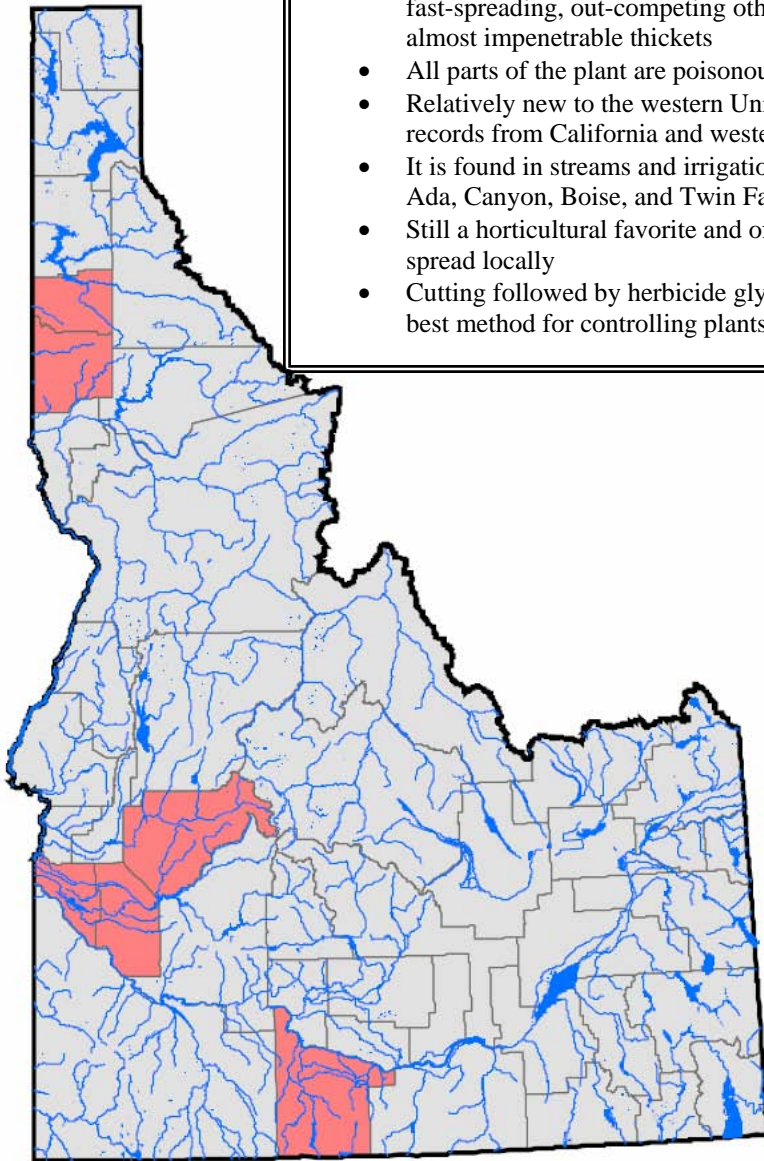 fast-spreading, out-competing oth
almost impenetrable thickets
• All parts of the plant are poisonou
• Relatively new to the western Uni
records from California and weste
• It is found in streams and irrigatio
Ada, Canyon, Boise, and Twin Fa
• Still a horticultural favorite and of
spread locally
• Cutting followed by herbicide gly
best method for controlling plants